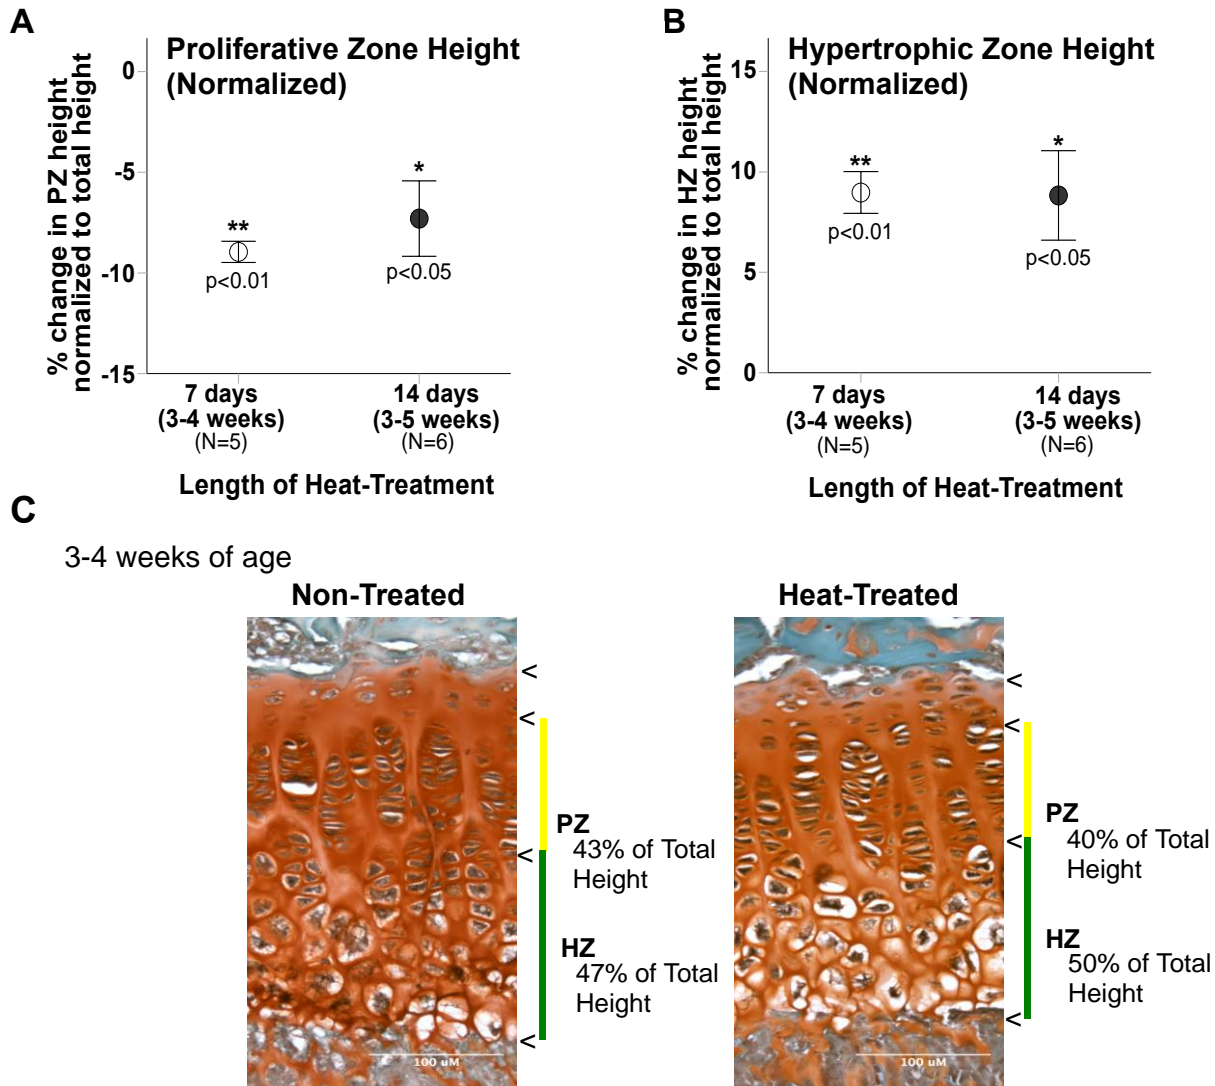 A
Proliferative Zone Height
(Normalized)
% change in PZ height
normalized to total height
0
-5
-10
-15
**
p<0.01
*
p<0.05
7 days
(3-4 weeks)
(N=5)
14 days
(3-5 weeks)
(N=6)
Length of Heat-Treatment
B
Hypertrophic Zone Height
(Normalized)
% change in HZ height
normalized to total height
15
10
5
0
**
p<0.01
*
p<0.05
7 days
(3-4 weeks)
(N=5)
14 days
(3-5 weeks)
(N=6)
Length of Heat-Treatment
C
3-4 weeks of age
Non-Treated
<
<
<
<
PZ
43% of Total
Height
HZ
47% of Total
Height
100 uM
Heat-Treated
<
<
<
<
PZ
40% of Total
Height
HZ
50% of Total
Height
100 uM